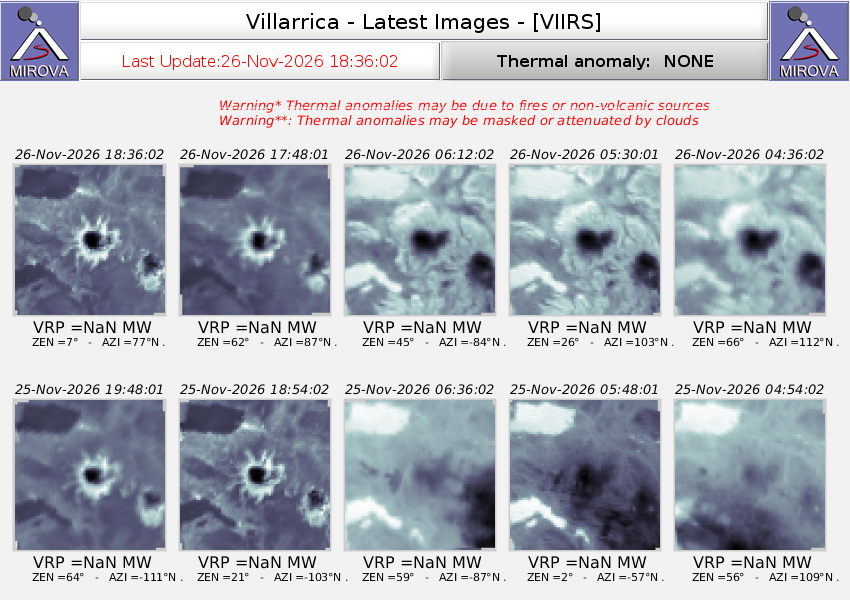 Villarrica - Latest Images - [VIIRS]
MIROVA
MIROVA
Last Update:26-Nov-2026 18:36:02
Thermal anomaly: NONE
Warning* Thermal anomalies may be due to fires or non-volcanic sources
Warning**: Thermal anomalies may be masked or attenuated by clouds
26-Nov-2026 18:36:02
26-Nov-2026 17:48:01
26-Nov-2026 06:12:02
26-Nov-2026 05:30:01
26-Nov-2026 04:36:02
VRP =NaN MW
VRP =NaN MW
VRP =NaN MW
VRP =NaN MW
VRP =NaN MW
ZEN =7° - AZI =77°N .
ZEN =62° - AZI =87°N .
ZEN =45° - AZI =-84°N .
ZEN =26° - AZI =103°N .
ZEN =66° - AZI =112°N .
25-Nov-2026 19:48:01
25-Nov-2026 18:54:02
25-Nov-2026 06:36:02
25-Nov-2026 05:48:01
25-Nov-2026 04:54:02
VRP =NaN MW
VRP =NaN MW
VRP =NaN MW
VRP =NaN MW
VRP =NaN MW
ZEN =64° - AZI =-111°N .
ZEN =21° - AZI =-103°N .
ZEN =59° - AZI =-87°N .
ZEN =2° - AZI =-57°N .
ZEN =56° - AZI =109°N .